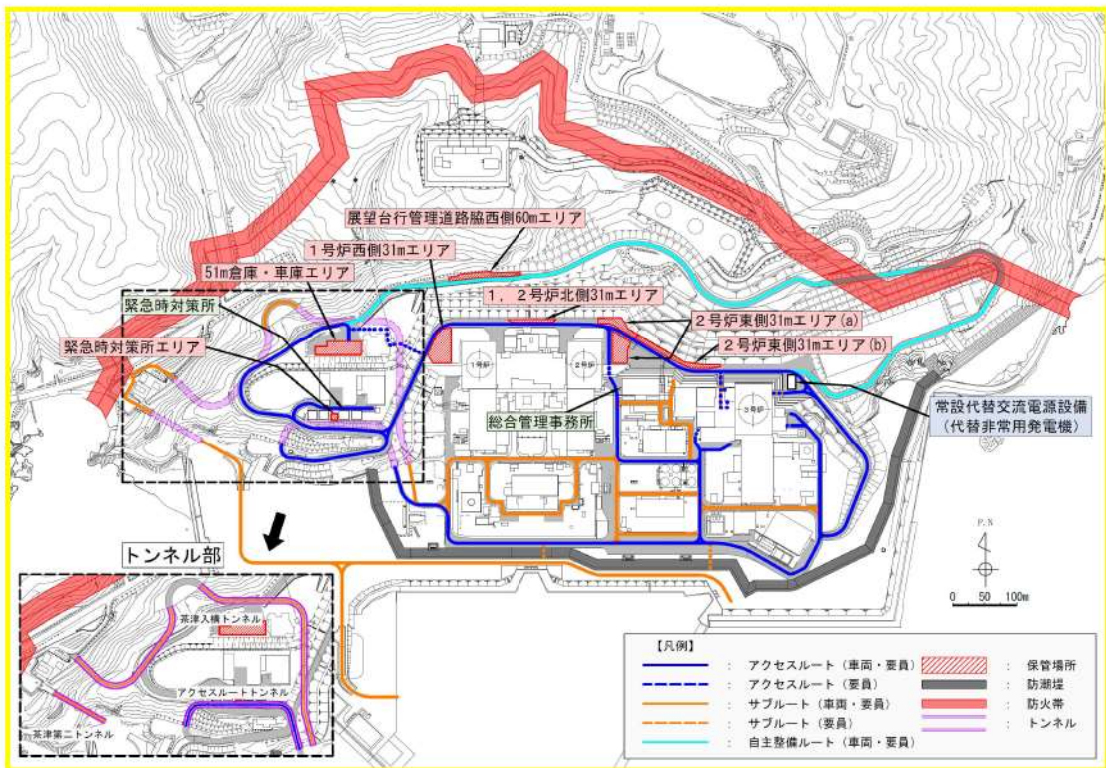 展望台行管理道路脇西側60mエリア
1号炉西側31mエリア
51m倉庫・車庫エリア
1,2号炉北側31mエリア
緊急時対策所
2号炉東側31mエリア(a)
緊急時対策所エリア
2号炉東側31mエリア(b)
1号炉
2号炉
3号炉
総合管理事務所
常設代替交流電源設備
(代替非常用発電機)
トンネル部
茶津入構トンネル
アクセスルートトンネル
茶津第二トンネル
P.N
0 50 100m
【凡例】
: アクセスルート(車両・要員)
: アクセスルート(要員)
: サブルート(車両・要員)
: サブルート(要員)
: 自主整備ルート(車両・要員)
: 保管場所
: 防潮堤
: 防火帯
: トンネル